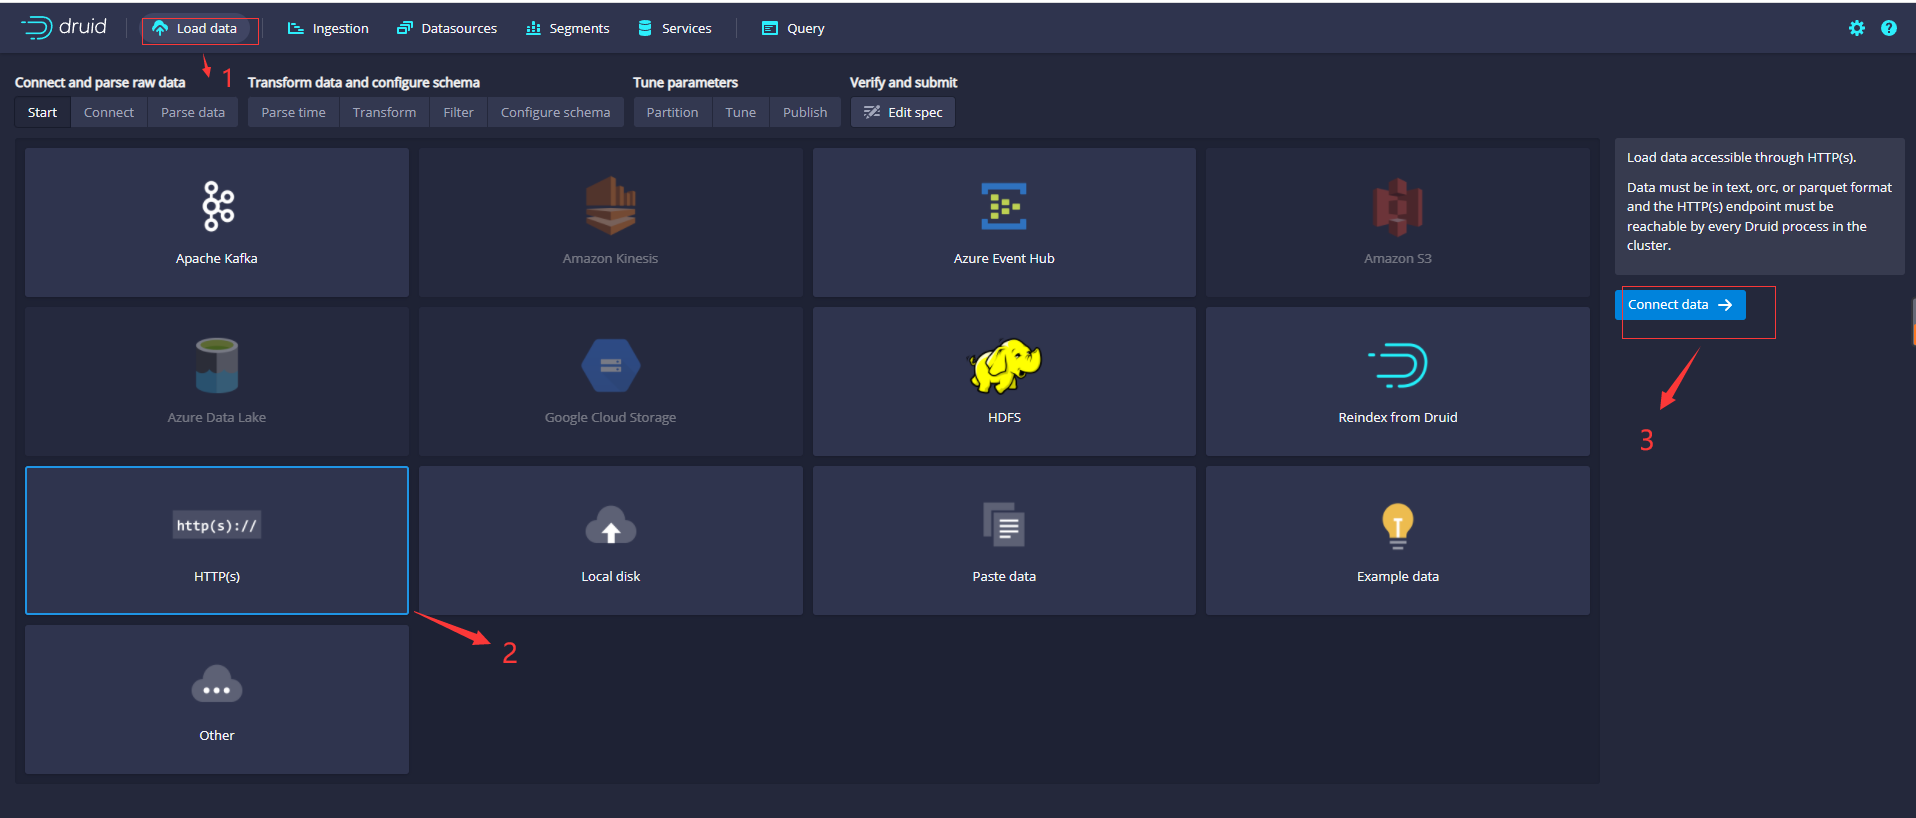 druid
Load data
Ingestion
Datasources
Segments
Services
Query
1
Connect and parse raw data
Transform data and configure schema
Tune parameters
Verify and submit
Start
Connect
Parse data
Parse time
Transform
Filter
Configure schema
Partition
Tune
Publish
Edit spec
Apache Kafka
Amazon Kinesis
Azure Event Hub
Amazon S3
Load data accessible through HTTP(s).
Data must be in text, orc, or parquet format
and the HTTP(s) endpoint must be
reachable by every Druid process in the
cluster.
Connect data
3
Azure Data Lake
Google Cloud Storage
HDFS
Reindex from Druid
http(s)://
HTTP(s)
Local disk
Paste data
Example data
2
Other